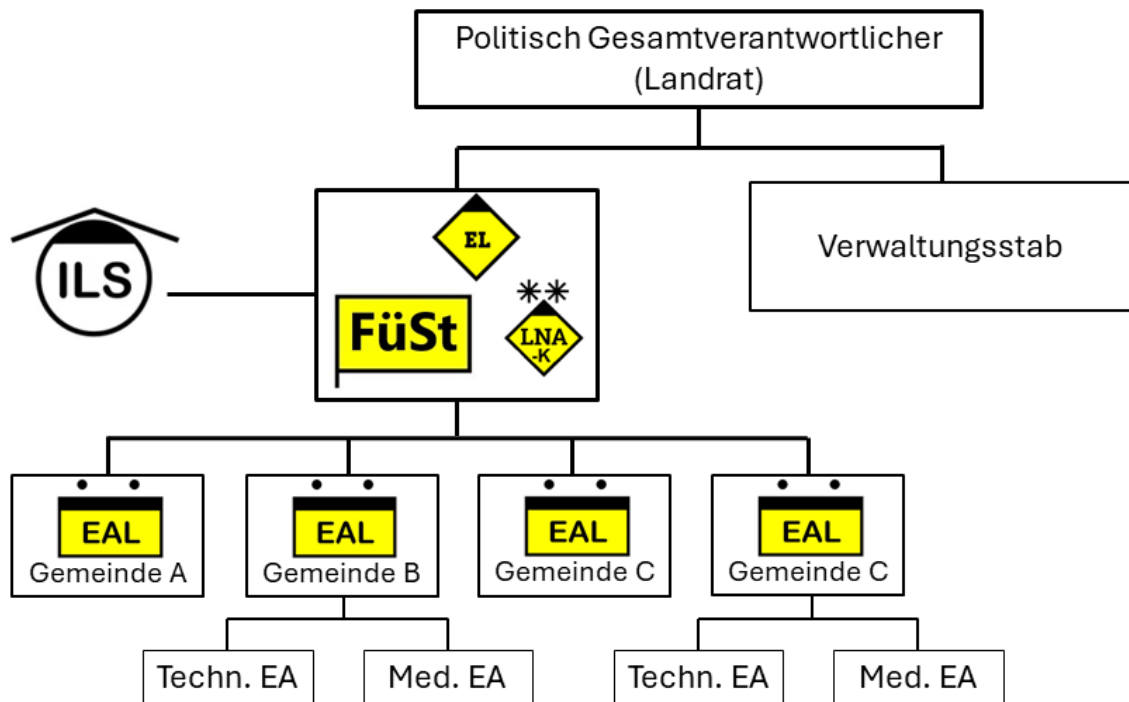 Politisch Gesamtverantwortlicher
(Landrat)
EL
ILS
Verwaltungsstab
FüSt
LNA
-K
EAL
Gemeinde A
EAL
Gemeinde B
EAL
Gemeinde C
EAL
Gemeinde C
Techn. EA
Med. EA
Techn. EA
Med. EA